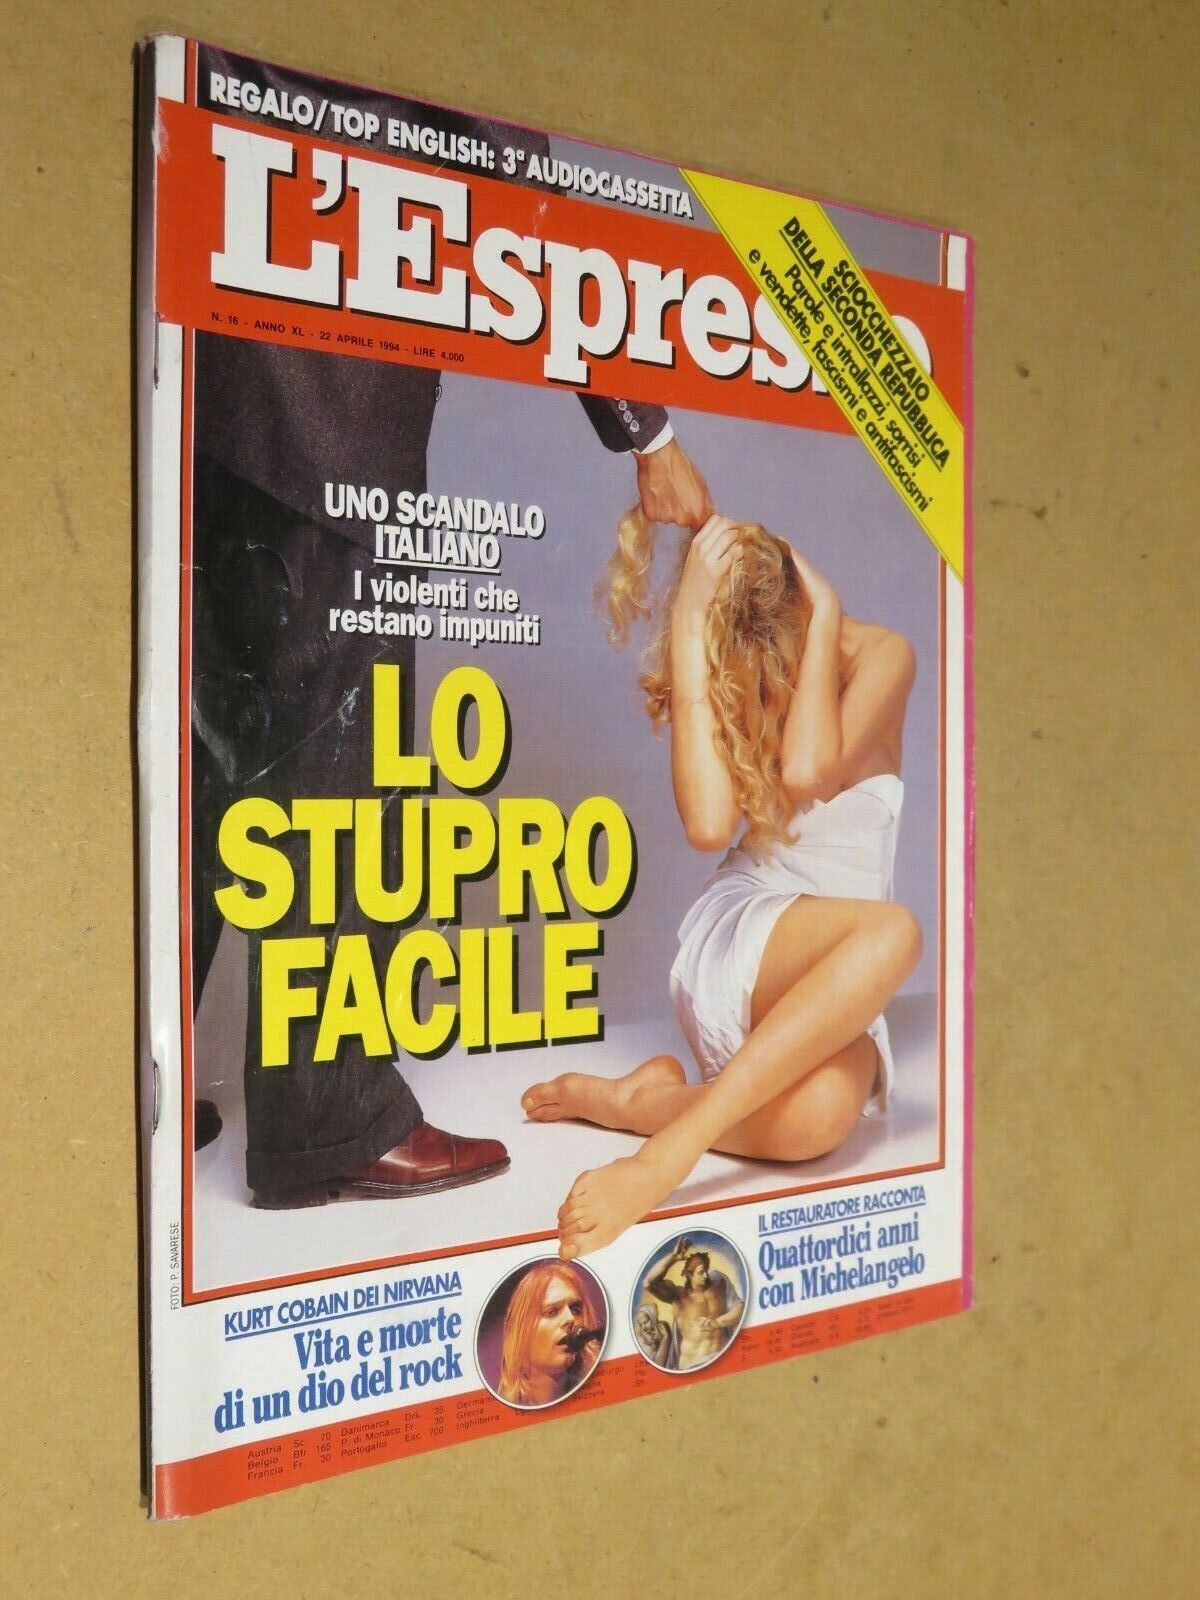 REGALO/TOP ENGLISH: 3ª AUDIOCASSETTA
L'Espres
N. 16 - ANNO XL - 22 APRILE 1994 - LIRE 4.000
SCIOCCHEZZAIO
DELLA SECONDA REPUBBLICA
Parole e intrallazzi, sorrisi
e vendette, fascismi e antifascismi
UNO SCANDALO
ITALIANO
I violenti che
restano impuniti
LO
STUPRO
FACILE
FOTO: P. SAVARESE
KURT COBAIN DEI NIRVANA
Vita e morte
di un dio del rock
IL RESTAURATORE RACCONTA
Quattordici anni
con Michelangelo
Austria Sc. 70 Danimarca Drk. 35
Belgio Bfr 165 P. di Monaco Fr. 30 Grecia
Francia Fr. 30 Portogallo Esc. 700 Inghilterra